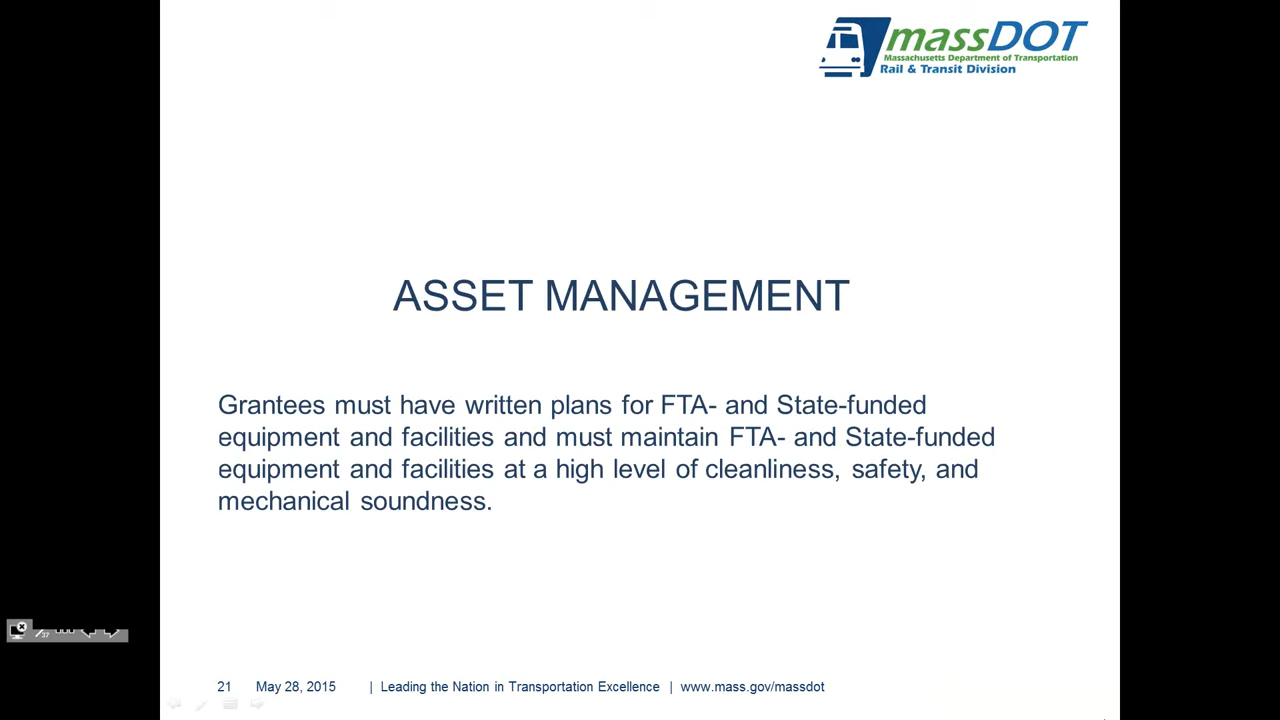 massDOT
Massachusetts Department of Transportation
Rail & Transit Division
ASSET MANAGEMENT
Grantees must have written plans for FTA- and State-funded
equipment and facilities and must maintain FTA- and State-funded
equipment and facilities at a high level of cleanliness, safety, and
mechanical soundness.
/37
21 May 28, 2015 | Leading the Nation in Transportation Excellence | www.mass.gov/massdot